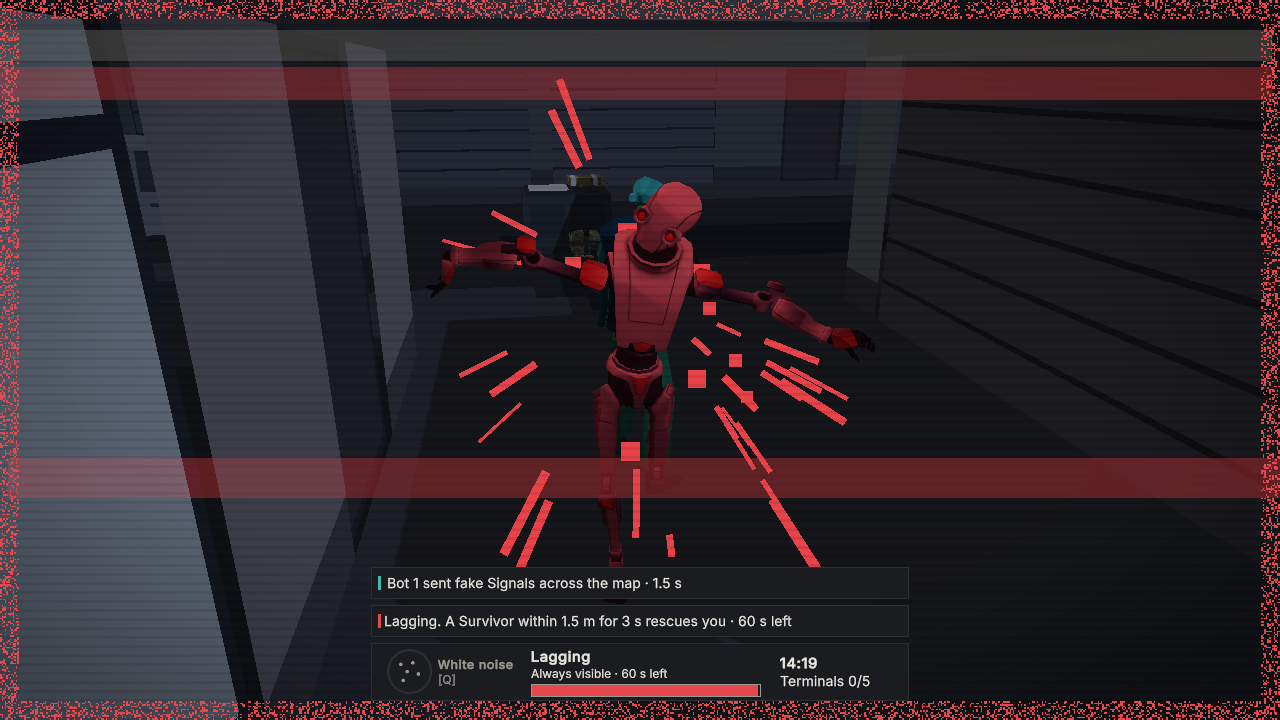 Bot 1 sent fake Signals across the map · 1.5 s
Lagging. A Survivor within 1.5 m for 3 s rescues you · 60 s left
White noise
[Q]
Lagging
Always visible · 60 s left
14:19
Terminals 0/5